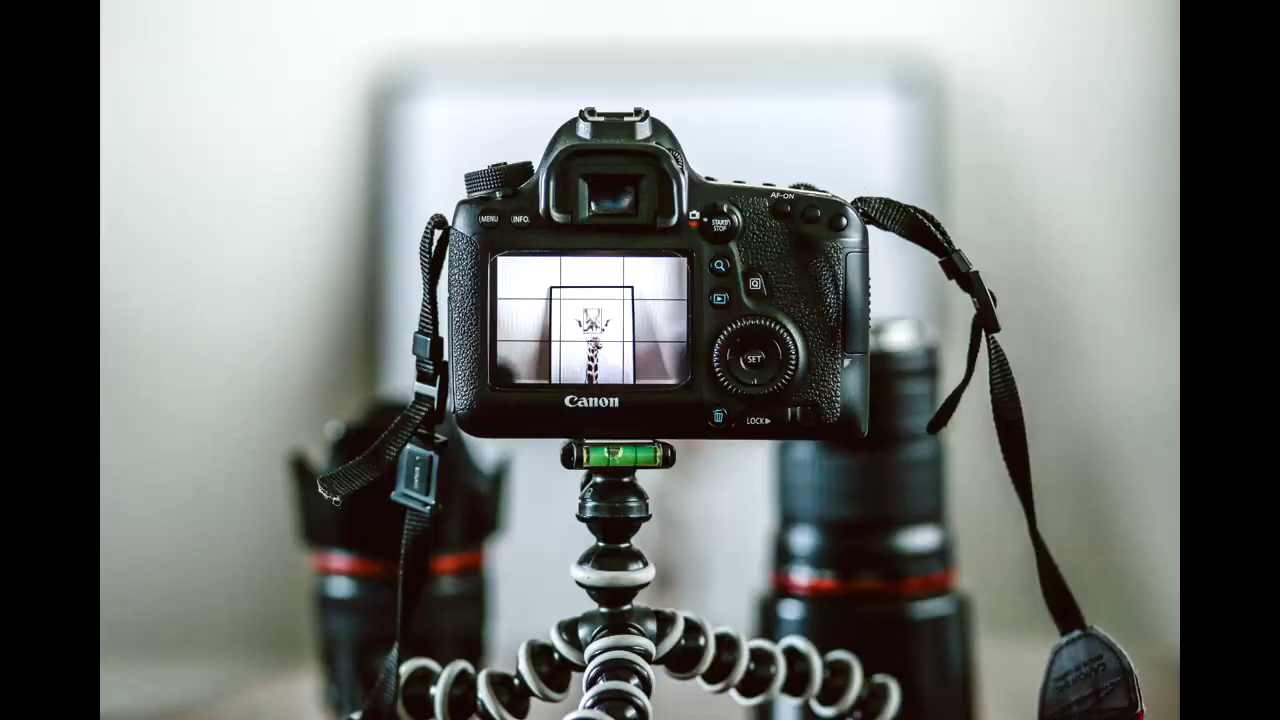 AF-ON
MENU INFO.
START/
STOP
Q
SET
Canon
LOCK